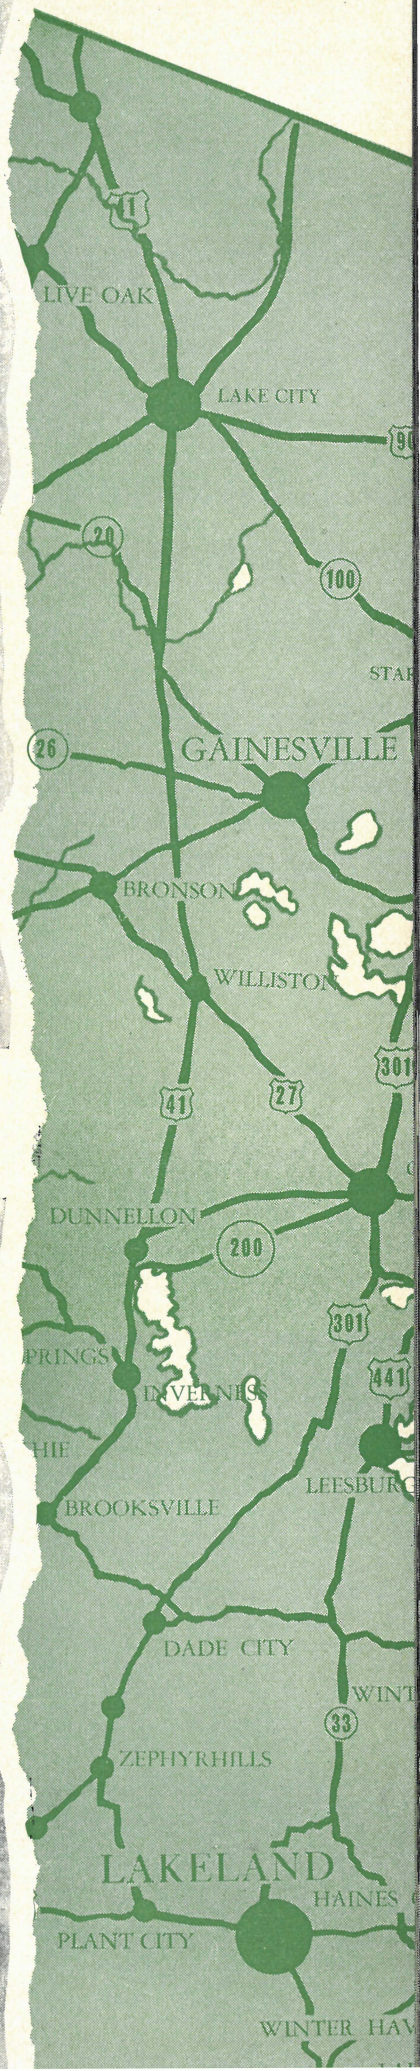 41
LIVE OAK
LAKE CITY
90
20
100
STAR
26
GAINESVILLE
BRONSON
WILLISTON
301
41
27
DUNNELLON
200
301
PRINGS
441
INVERNESS
HIE
LEESBURG
BROOKSVILLE
DADE CITY
WINT
33
ZEPHYRHILLS
LAKELAND
HAINES C
PLANT CITY
WINTER HAV